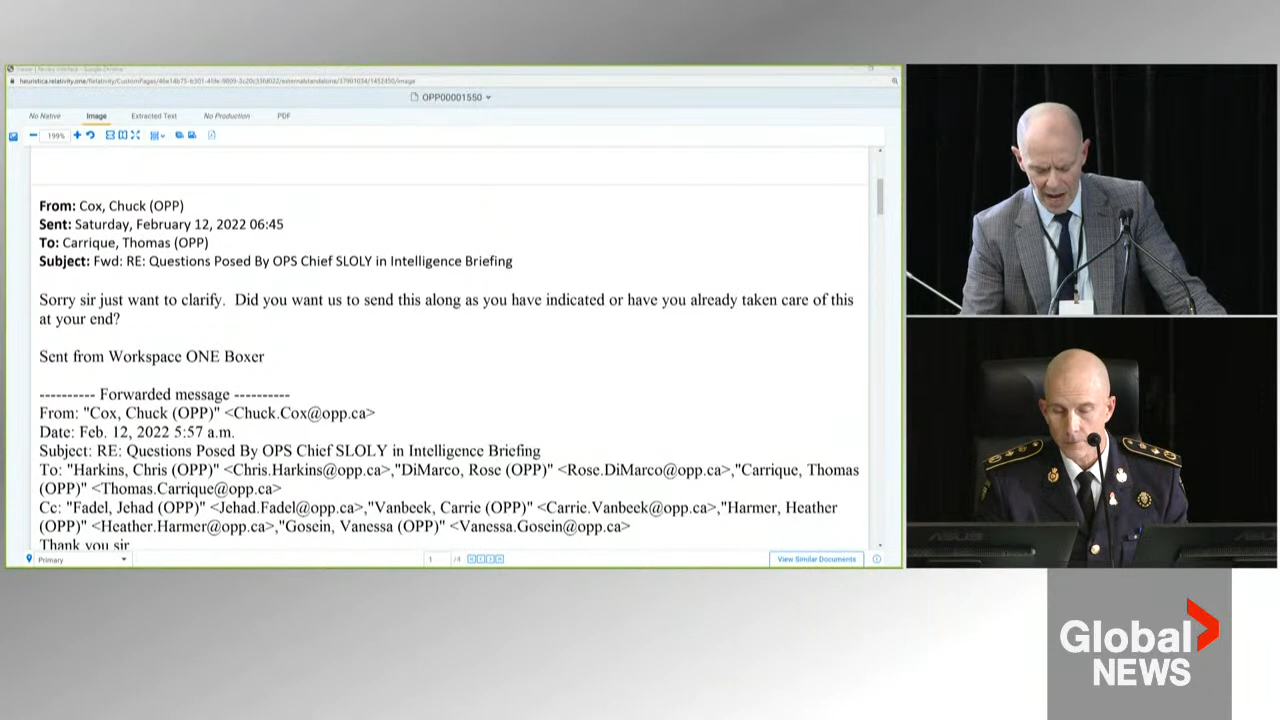 OPP00001550
No Native Image Extracted Text No Production PDF
199%
From: Cox, Chuck (OPP)
Sent: Saturday, February 12, 2022 06:45
To: Carrique, Thomas (OPP)
Subject: Fwd: RE: Questions Posed By OPS Chief SLOLY in Intelligence Briefing
Sorry sir just want to clarify. Did you want us to send this along as you have indicated or have you already taken care of this
at your end?
Sent from Workspace ONE Boxer
---------- Forwarded message ----------
From: "Cox, Chuck (OPP)" <Chuck.Cox@opp.ca>
Date: Feb. 12, 2022 5:57 a.m.
Subject: RE: Questions Posed By OPS Chief SLOLY in Intelligence Briefing
To: "Harkins, Chris (OPP)" <Chris.Harkins@opp.ca>,"DiMarco, Rose (OPP)" <Rose.DiMarco@opp.ca>,"Carrique, Thomas
(OPP)" <Thomas.Carrique@opp.ca>
Cc: "Fadel, Jehad (OPP)" <Jehad.Fadel@opp.ca>,"Vanbeek, Carrie (OPP)" <Carrie.Vanbeek@opp.ca>,"Harmer, Heather
(OPP)" <Heather.Harmer@opp.ca>,"Gosein, Vanessa (OPP)" <Vanessa.Gosein@opp.ca>
Thank you sir
Primary 1 /4 View Similar Documents
ASUS
Global
NEWS